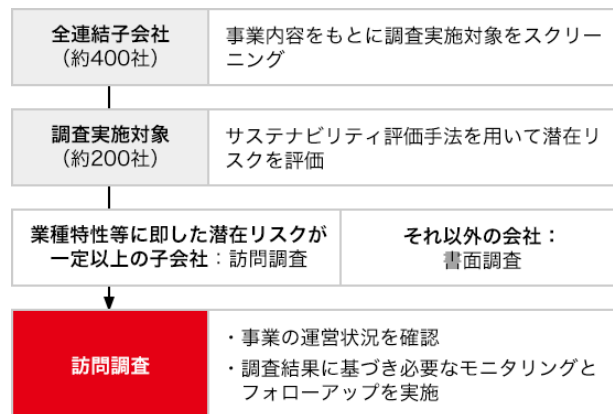 全連結子会社
(約400社)
事業内容をもとに調査実施対象をスクリー
ニング
調査実施対象
(約200社)
サステナビリティ評価手法を用いて潜在リ
スクを評価
業種特性等に即した潜在リスクが
一定以上の子会社：訪問調査
それ以外の会社：
面調査
訪問調査
・事業の運営状況を確認
・調査結果に基づき必要なモニタリングと
フォローアップを実施